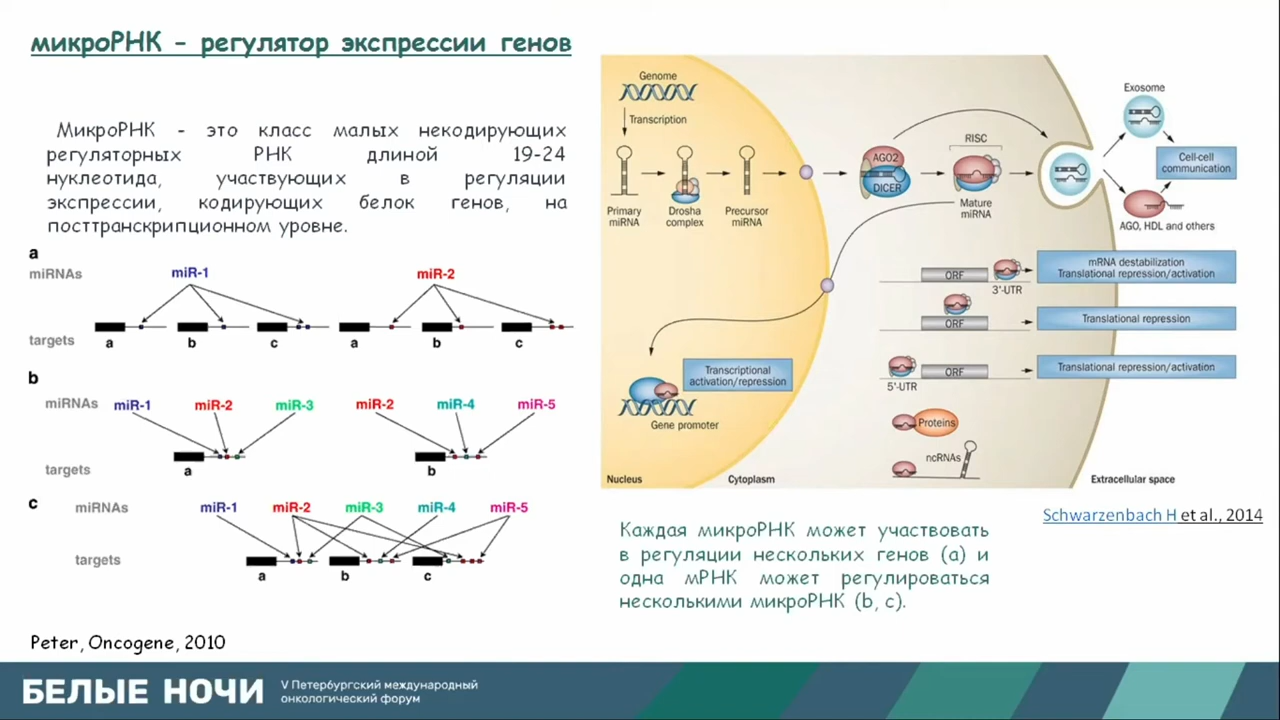 микроРНК – регулятор экспрессии генов
МикроРНК - это класс малых некодирующих
регуляторных РНК длиной 19-24
нуклеотида, участвующих в регуляции
экспрессии, кодирующих белок генов, на
посттранскрипционном уровне.
a
miRNAs miR-1 miR-2
targets a b c a b c
b
miRNAs miR-1 miR-2 miR-3 miR-2 miR-4 miR-5
targets a b
c
miRNAs miR-1 miR-2 miR-3 miR-4 miR-5
targets a b c
Peter, Oncogene, 2010
Genome
Transcription
Primary
miRNA
Drosha
complex
Precursor
miRNA
AGO2
DICER
RISC
Mature
miRNA
Exosome
Cell-cell
communication
AGO, HDL and others
ORF
3'-UTR
mRNA destabilization
Translational repression/activation
ORF
Translational repression
ORF
5'-UTR
Translational repression/activation
Transcriptional
activation/repression
Gene promoter
Proteins
ncRNAs
Nucleus
Cytoplasm
Extracellular space
Schwarzenbach H et al., 2014
Каждая микроРНК может участвовать
в регуляции нескольких генов (a) и
одна мРНК может регулироваться
несколькими микроРНК (b, c).
БЕЛЫЕ НОЧИ
V Петербургский международный
онкологический форум